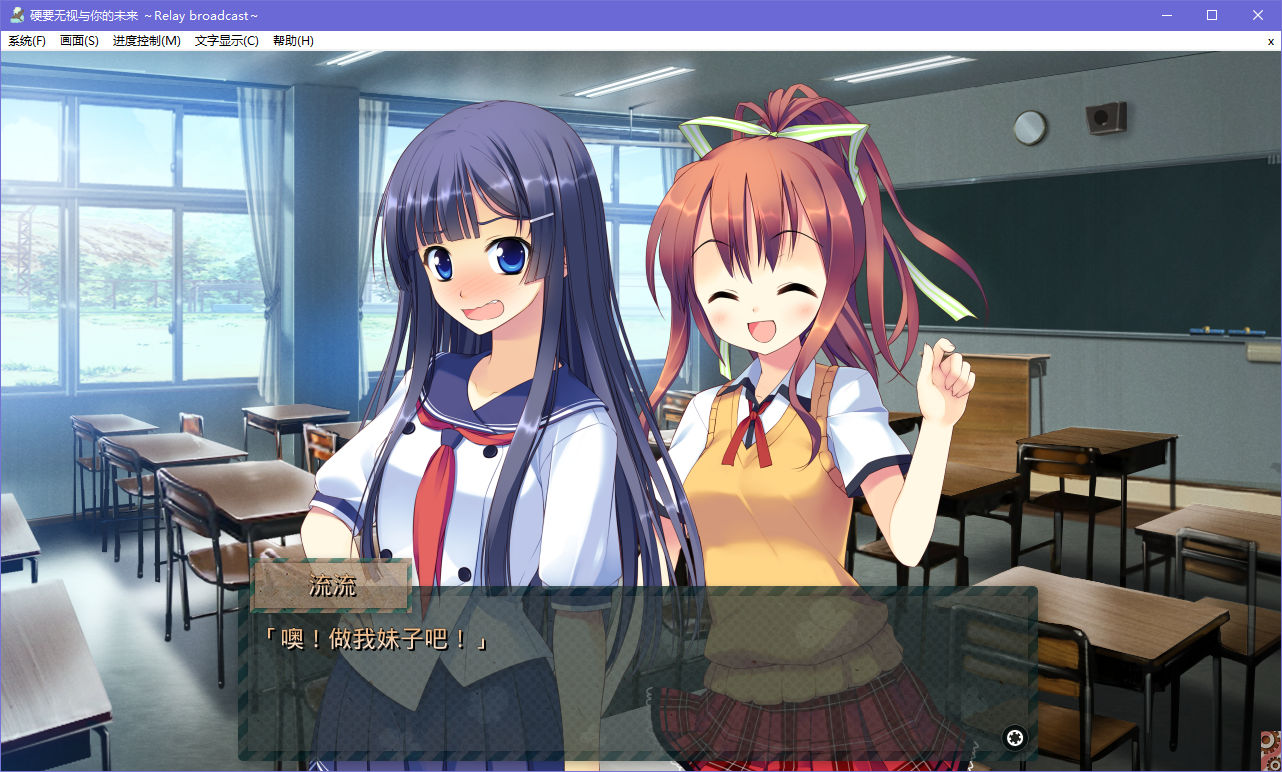 硬要无视与你的未来 ～Relay broadcast～
系统(F) 画面(S) 进度控制(M) 文字显示(C) 帮助(H) x
流流
「噢！做我妹子吧！」